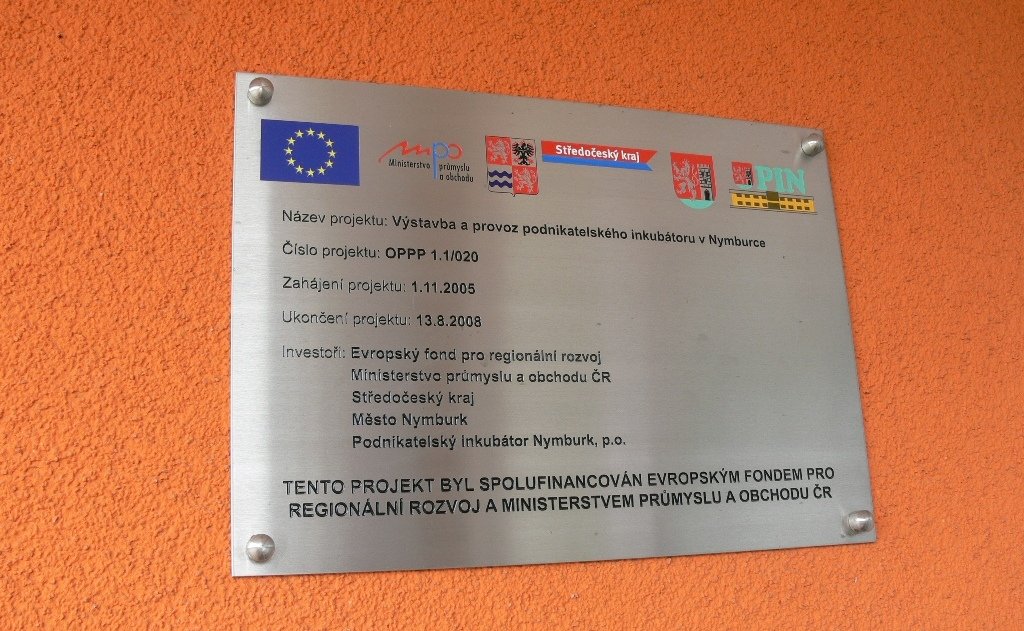 mpo
Ministerstvo průmyslu
a obchodu
Středočeský kraj
PIN
Název projektu: Výstavba a provoz podnikatelského inkubátoru v Nymburce
Číslo projektu: OPPP 1.1/020
Zahájení projektu: 1.11.2005
Ukončení projektu: 13.8.2008
Investoři: Evropský fond pro regionální rozvoj
Ministerstvo průmyslu a obchodu ČR
Středočeský kraj
Město Nymburk
Podnikatelský inkubátor Nymburk, p.o.
TENTO PROJEKT BYL SPOLUFINANCOVÁN EVROPSKÝM FONDEM PRO
REGIONÁLNÍ ROZVOJ A MINISTERSTVEM PRŮMYSLU A OBCHODU ČR